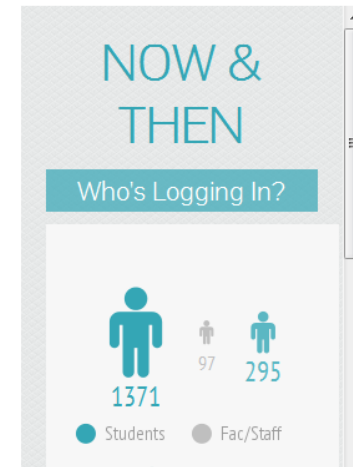 NOW &
THEN
Who's Logging In?
97
295
1371
Students Fac/Staff